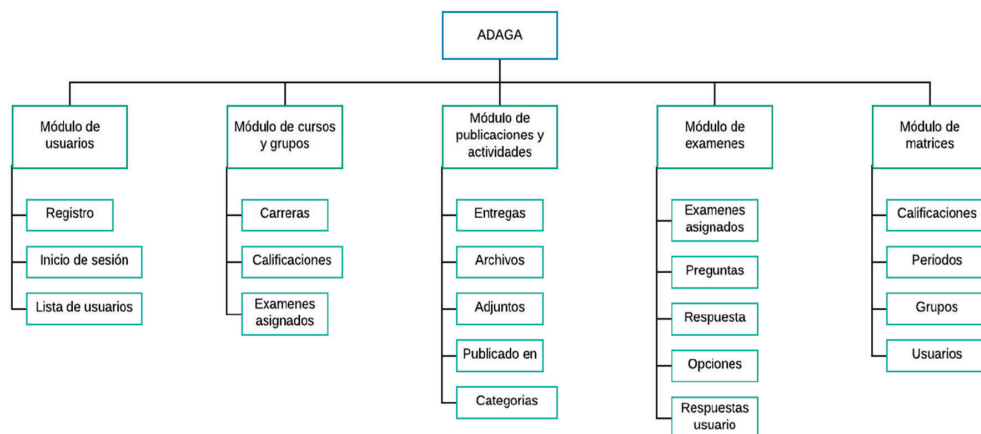 ADAGA
Módulo de
usuarios
Módulo de cursos
y grupos
Módulo de
publicaciones y
actividades
Módulo de
examenes
Módulo de
matrices
Registro
Inicio de sesión
Lista de usuarios
Carreras
Calificaciones
Examenes
asignados
Entregas
Archivos
Adjuntos
Publicado en
Categorias
Examenes
asignados
Preguntas
Respuesta
Opciones
Respuestas
usuario
Calificaciones
Periodos
Grupos
Usuarios